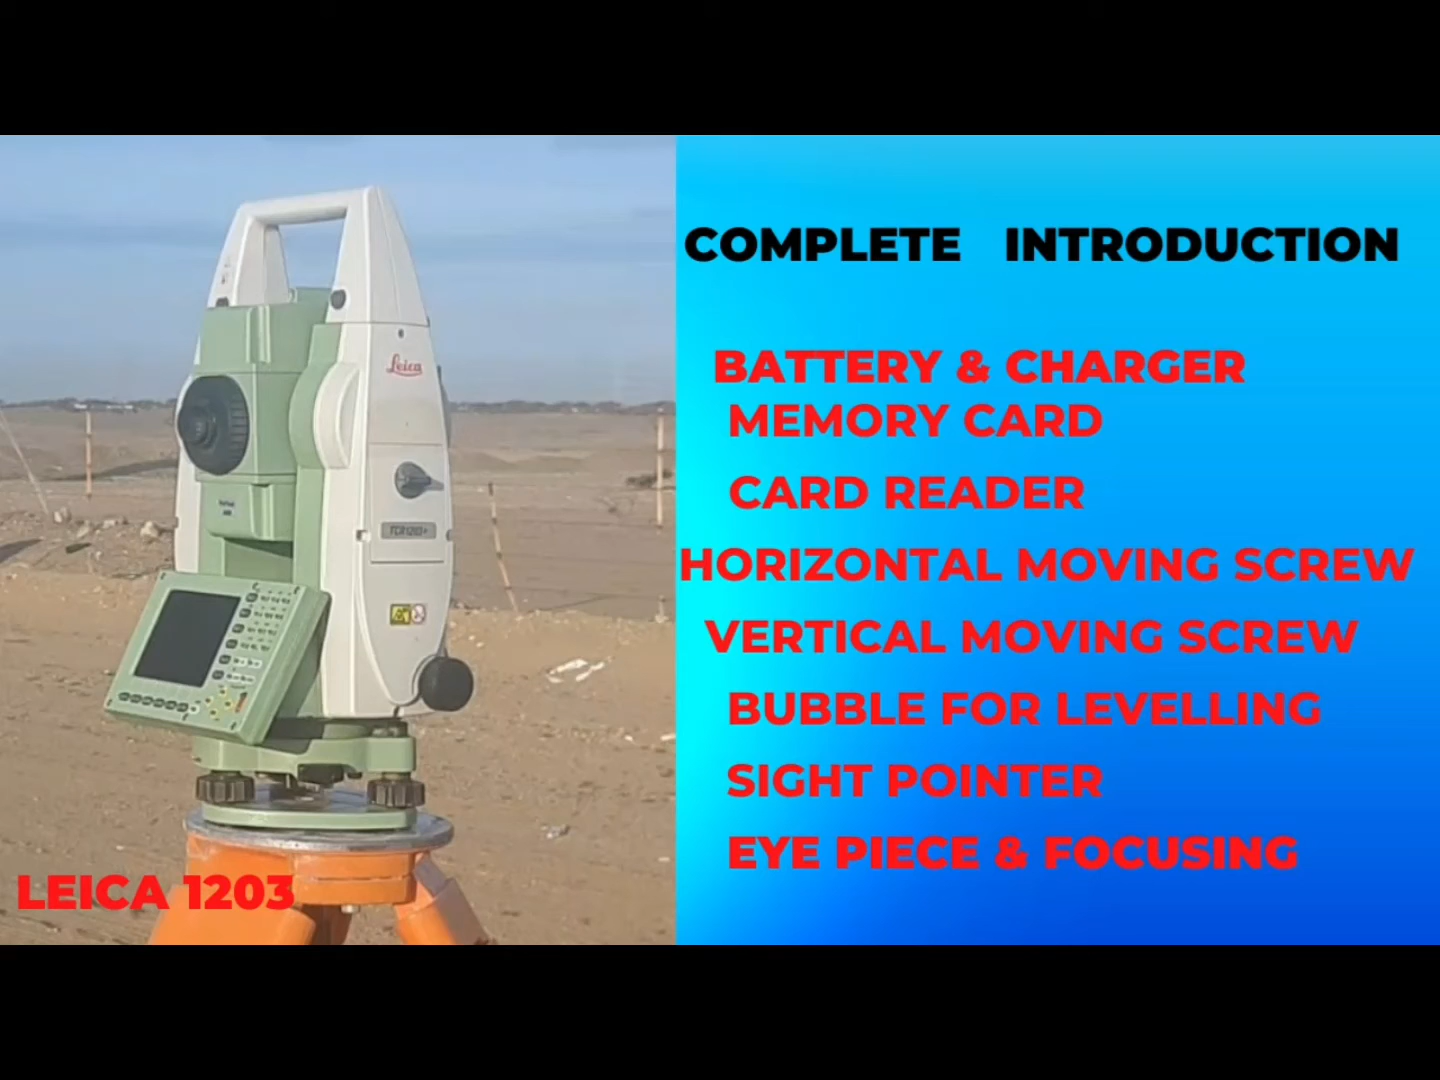 COMPLETE INTRODUCTION
BATTERY & CHARGER
MEMORY CARD
CARD READER
HORIZONTAL MOVING SCREW
VERTICAL MOVING SCREW
BUBBLE FOR LEVELLING
SIGHT POINTER
EYE PIECE & FOCUSING
Leica
TCR1203+
LEICA 1203